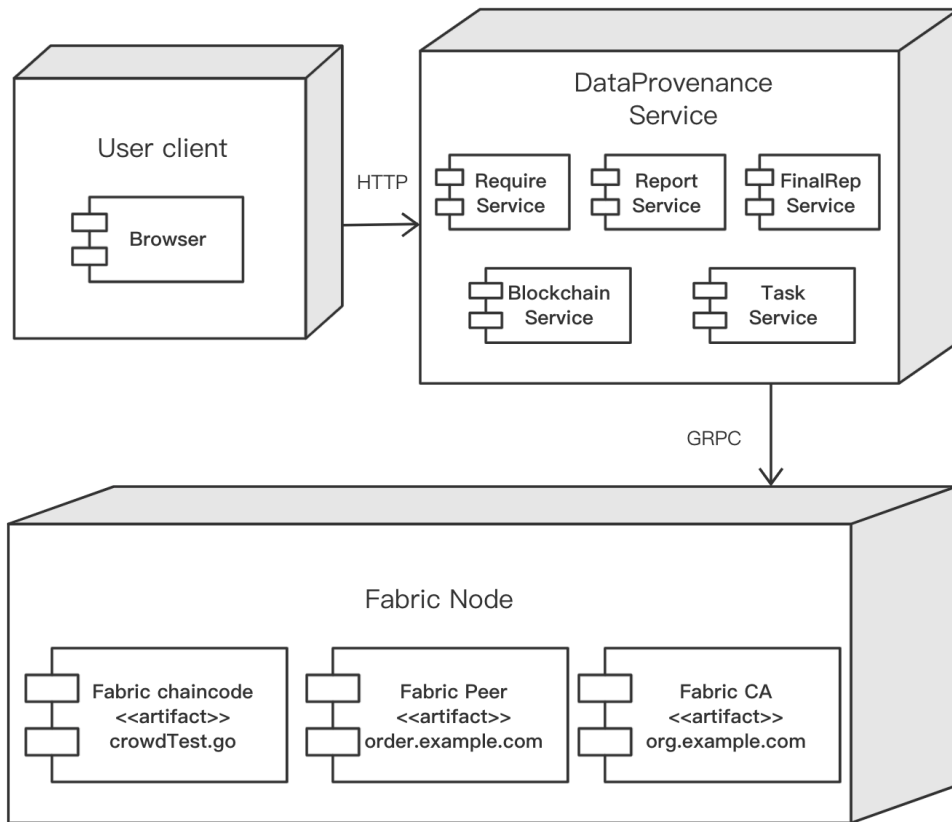 DataProvenance
Service
User client
HTTP
Require
Service
Report
Service
FinalRep
Service
Browser
Blockchain
Service
Task
Service
GRPC
Fabric Node
Fabric chaincode
<<artifact>>
crowdTest.go
Fabric Peer
<<artifact>>
order.example.com
Fabric CA
<<artifact>>
org.example.com